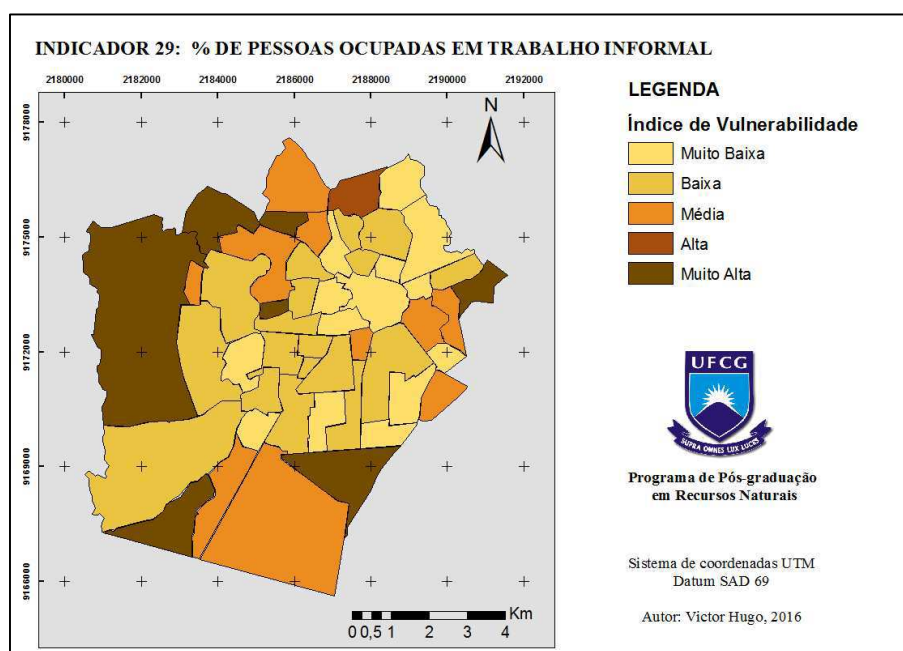 INDICADOR 29: % DE PESSOAS OCUPADAS EM TRABALHO INFORMAL
2180000 2182000 2184000 2186000 2188000 2190000 2192000
9178000
9175000
9172000
9169000
9166000
N
Km
0 0,5 1 2 3 4
LEGENDA
Índice de Vulnerabilidade
Muito Baixa
Baixa
Média
Alta
Muito Alta
UFCG
SUPRA OMNES LUX LUCES
Programa de Pós-graduação
em Recursos Naturais
Sistema de coordenadas UTM
Datum SAD 69
Autor: Victor Hugo, 2016